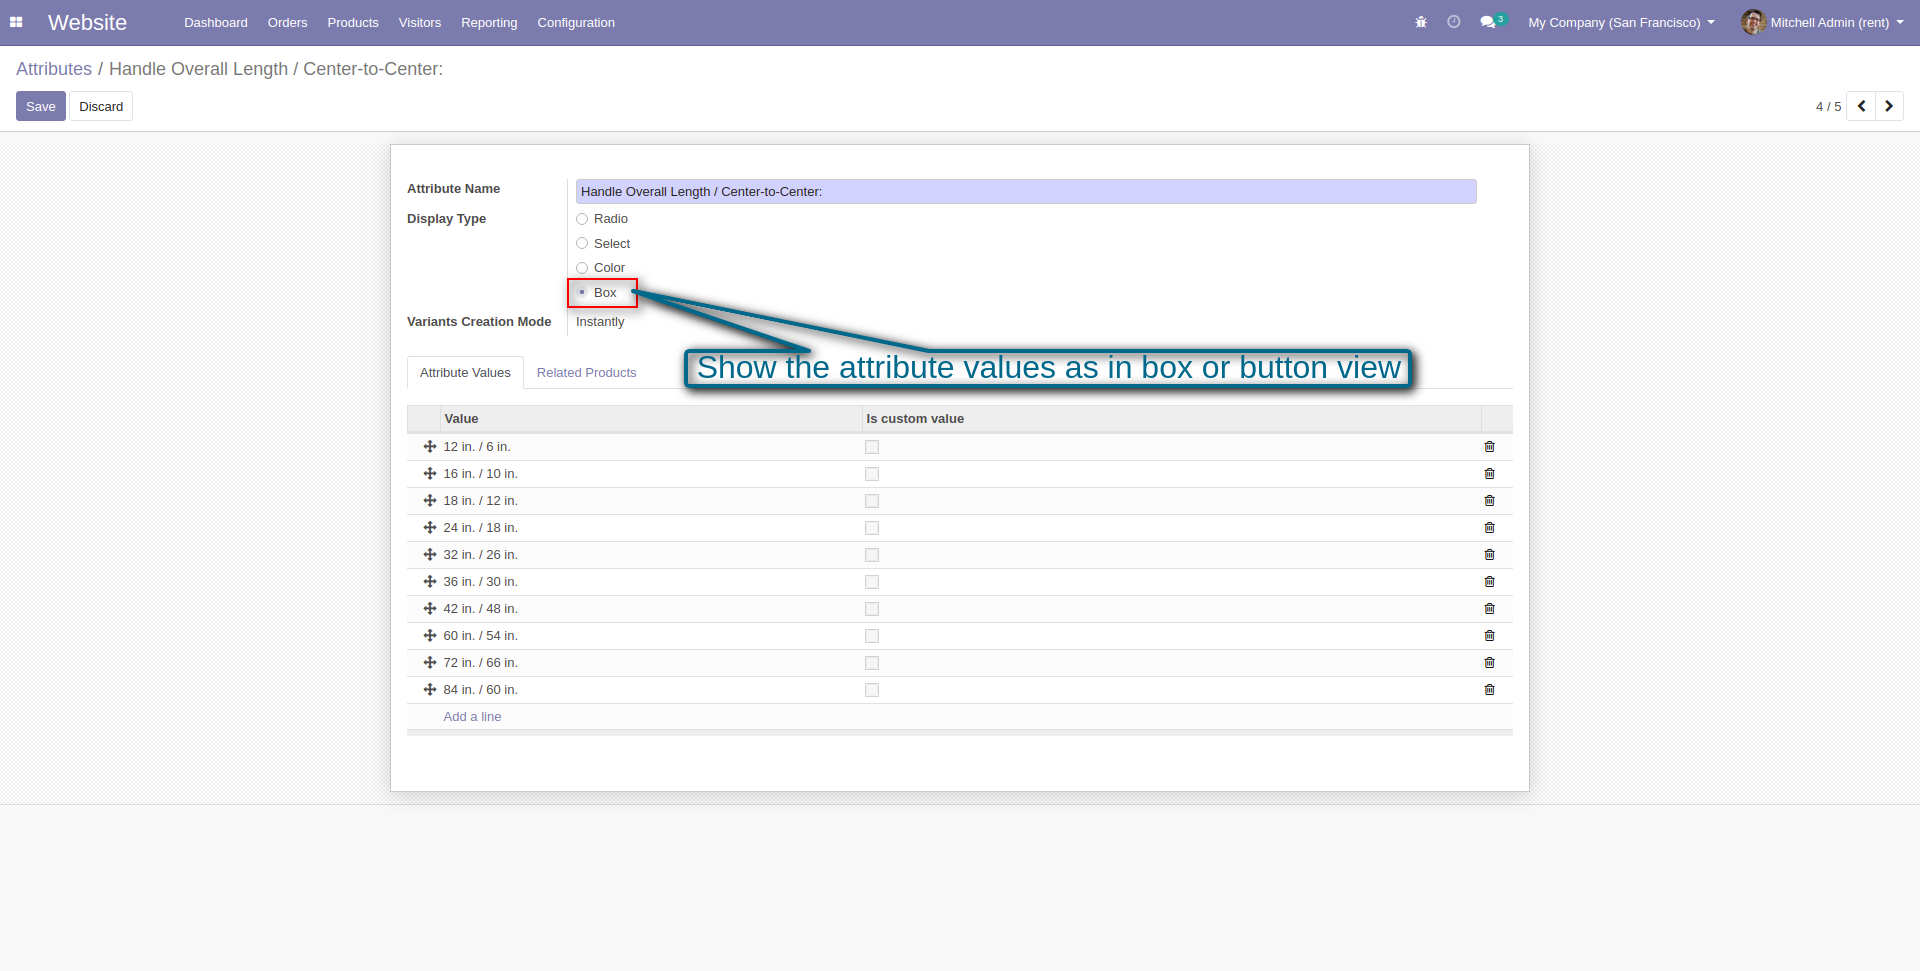 Website Dashboard Orders Products Visitors Reporting Configuration 3 My Company (San Francisco) Mitchell Admin (rent)
Attributes / Handle Overall Length / Center-to-Center:
Save Discard 4 / 5
Attribute Name Handle Overall Length / Center-to-Center:
Display Type Radio
Select
Color
Box
Variants Creation Mode Instantly
Show the attribute values as in box or button view
Attribute Values Related Products
Value Is custom value
12 in. / 6 in.
16 in. / 10 in.
18 in. / 12 in.
24 in. / 18 in.
32 in. / 26 in.
36 in. / 30 in.
42 in. / 48 in.
60 in. / 54 in.
72 in. / 66 in.
84 in. / 60 in.
Add a line